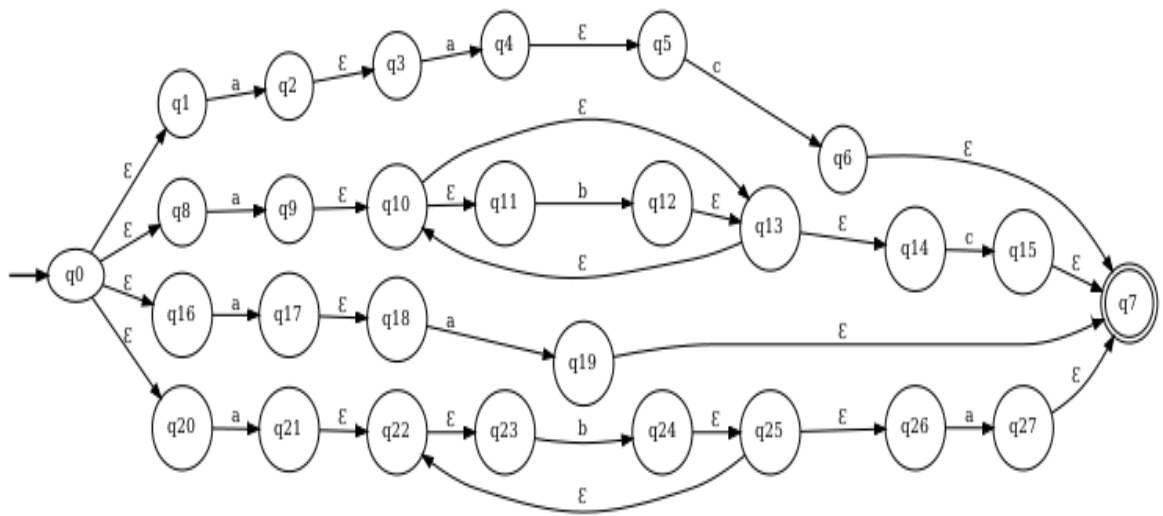 q1 a q2 ε q3 a q4 ε q5
c
ε
ε q6 ε
q8 a q9 ε q10 ε q11 b q12 ε q13 ε q14 c q15 ε
ε
ε
q0
ε
q16 a q17 ε q18 a q19 ε q7
ε
q20 a q21 ε q22 ε q23 b q24 ε q25 ε q26 a q27 ε
ε